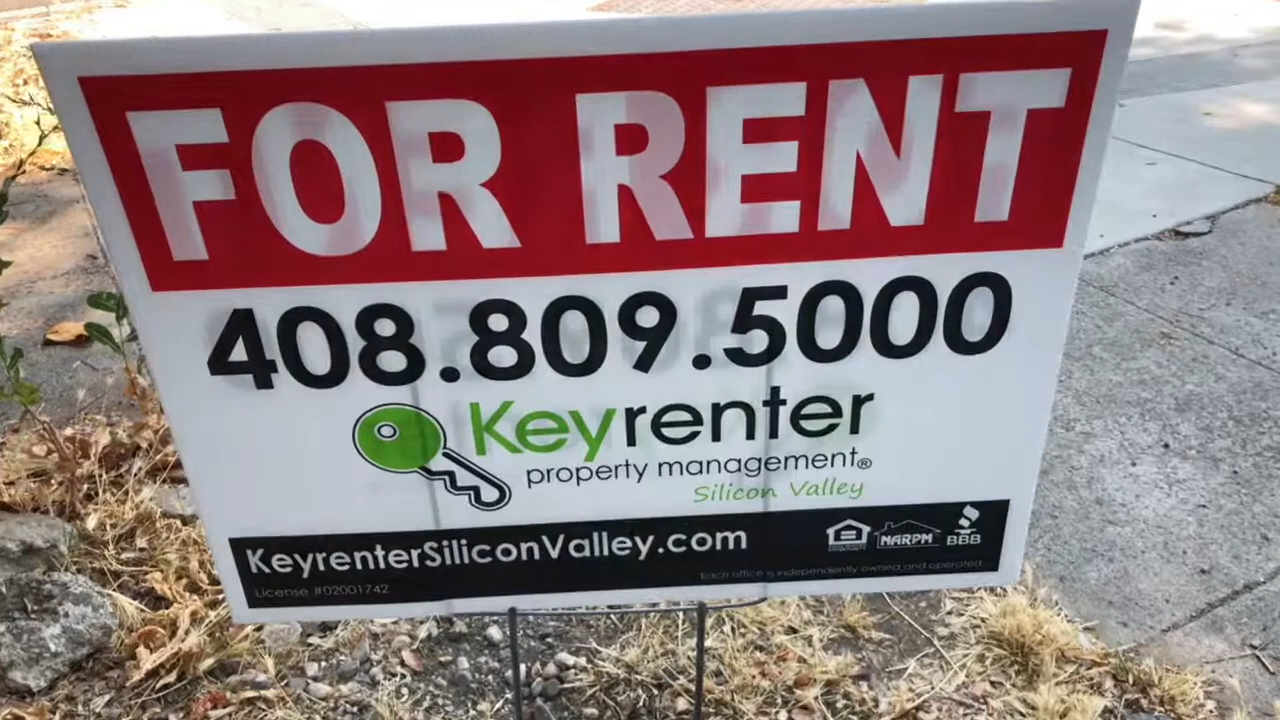 FOR RENT
408.809.5000
Keyrenter
property management®
Silicon Valley
KeyrenterSiliconValley.com
NARPM
BBB
License #02001742
Each office is independently owned and operated